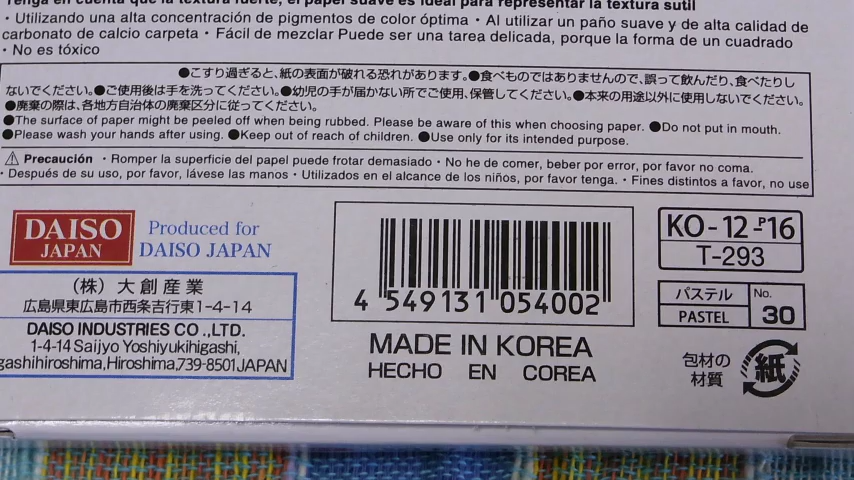 Tenga en cuenta que la textura fuerte, el papel suave es ideal para representar la textura sutil
・Utilizando una alta concentración de pigmentos de color óptima ・Al utilizar un paño suave y de alta calidad de
carbonato de calcio carpeta ・Fácil de mezclar Puede ser una tarea delicada, porque la forma de un cuadrado
・No es tóxico
●こすり過ぎると、紙の表面が破れる恐れがあります。●食べものではありませんので、誤って飲んだり、食べたりし
ないでください。●ご使用後は手を洗ってください。●幼児の手が届かない所でご使用、保管してください。●本来の用途以外に使用しないでください。
●廃棄の際は、各地方自治体の廃棄区分に従ってください。
●The surface of paper might be peeled off when being rubbed. Please be aware of this when choosing paper. ●Do not put in mouth.
●Please wash your hands after using. ●Keep out of reach of children. ●Use only for its intended purpose.
⚠ Precaución ・Romper la superficie del papel puede frotar demasiado ・No he de comer, beber por error, por favor no coma.
・Después de su uso, por favor, lávese las manos ・Utilizados en el alcance de los niños, por favor tenga. ・Fines distintos a favor, no use
DAISO
JAPAN
Produced for
DAISO JAPAN
(株) 大創産業
広島県東広島市西条吉行東1-4-14
DAISO INDUSTRIES CO.,LTD.
1-4-14 Saijyo Yoshiyukihigashi,
gashihiroshima,Hiroshima,739-8501JAPAN
4 549131 054002
MADE IN KOREA
HECHO EN COREA
KO-12-P16
T-293
パステル No.
PASTEL 30
包材の
材質
紙